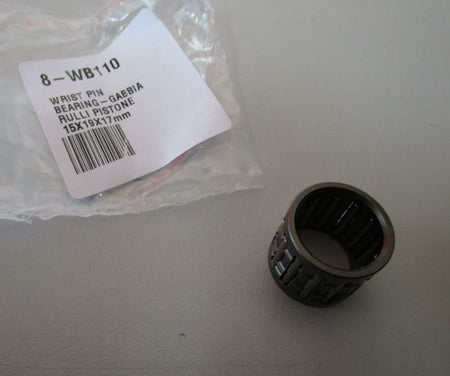 8-WB110
WRIST PIN
BEARING-GABBIA
RULLI PISTONE
15X19X17mm